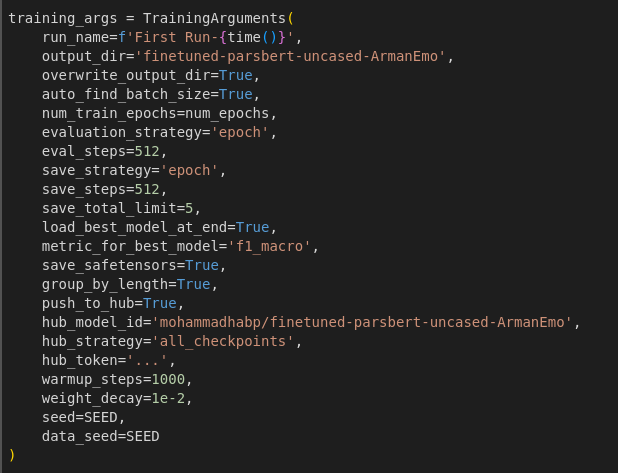 training_args = TrainingArguments(
    run_name=f'First Run-{time()}',
    output_dir='finetuned-parsbert-uncased-ArmanEmo',
    overwrite_output_dir=True,
    auto_find_batch_size=True,
    num_train_epochs=num_epochs,
    evaluation_strategy='epoch',
    eval_steps=512,
    save_strategy='epoch',
    save_steps=512,
    save_total_limit=5,
    load_best_model_at_end=True,
    metric_for_best_model='f1_macro',
    save_safetensors=True,
    group_by_length=True,
    push_to_hub=True,
    hub_model_id='mohammadhabp/finetuned-parsbert-uncased-ArmanEmo',
    hub_strategy='all_checkpoints',
    hub_token='...',
    warmup_steps=1000,
    weight_decay=1e-2,
    seed=SEED,
    data_seed=SEED
)